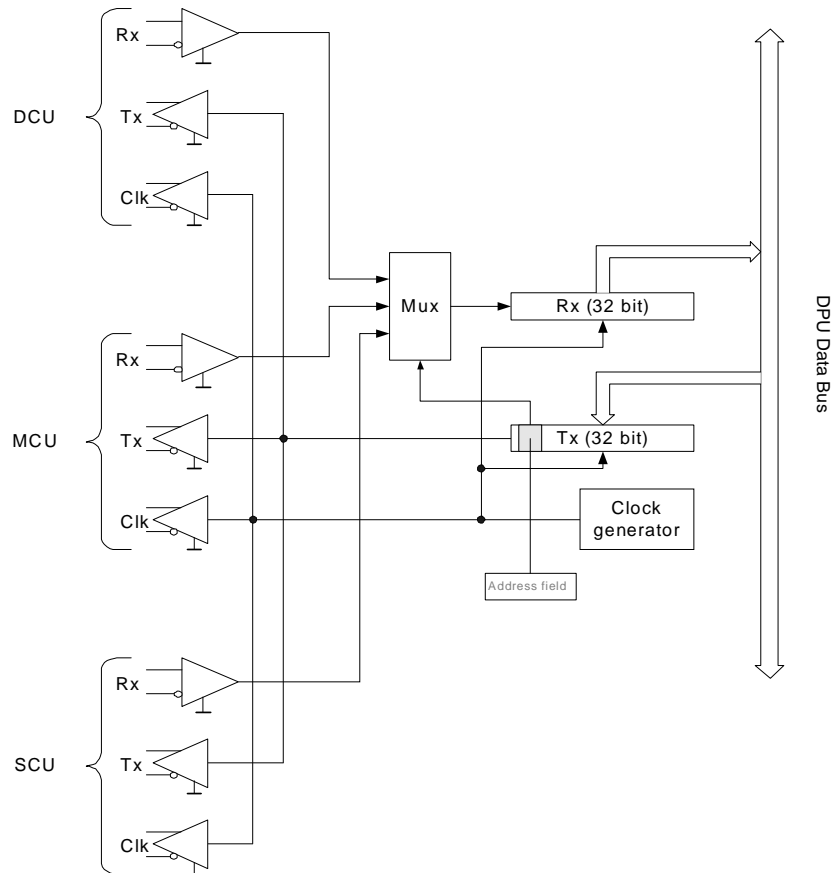 DCU
Rx
Tx
Clk
MCU
Rx
Tx
Clk
SCU
Rx
Tx
Clk
Mux
Rx (32 bit)
Tx (32 bit)
Clock
generator
Address field
DPU Data Bus